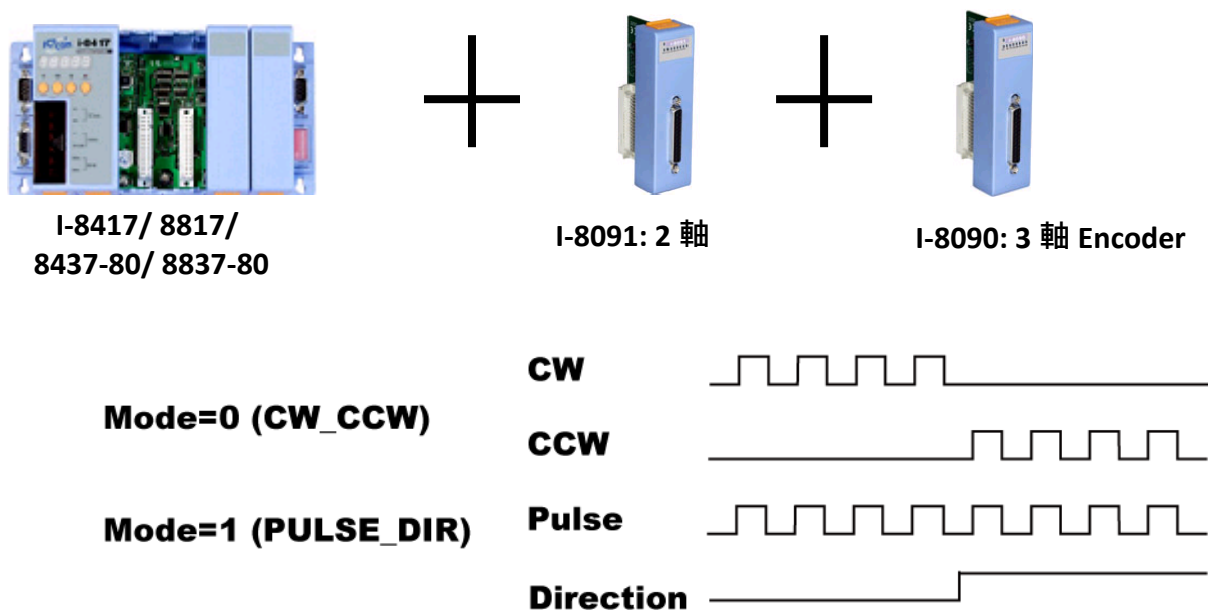 i-8417
I-8417/ 8817/
8437-80/ 8837-80
I-8091: 2 軸
I-8090: 3 軸 Encoder
Mode=0 (CW_CCW)
CW
CCW
Mode=1 (PULSE_DIR)
Pulse
Direction